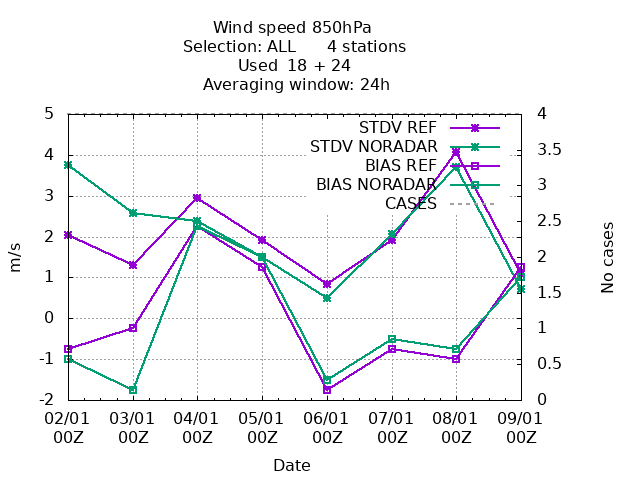 Wind speed 850hPa
Selection: ALL 4 stations
Used 18 + 24
Averaging window: 24h
5 4
4 3.5
3 3
2 2.5
1 2
0 1.5
-1 1
-2 0.5
0
m/s
No cases
STDV REF
STDV NORADAR
BIAS REF
BIAS NORADAR
CASES
02/01 03/01 04/01 05/01 06/01 07/01 08/01 09/01
00Z 00Z 00Z 00Z 00Z 00Z 00Z 00Z
Date